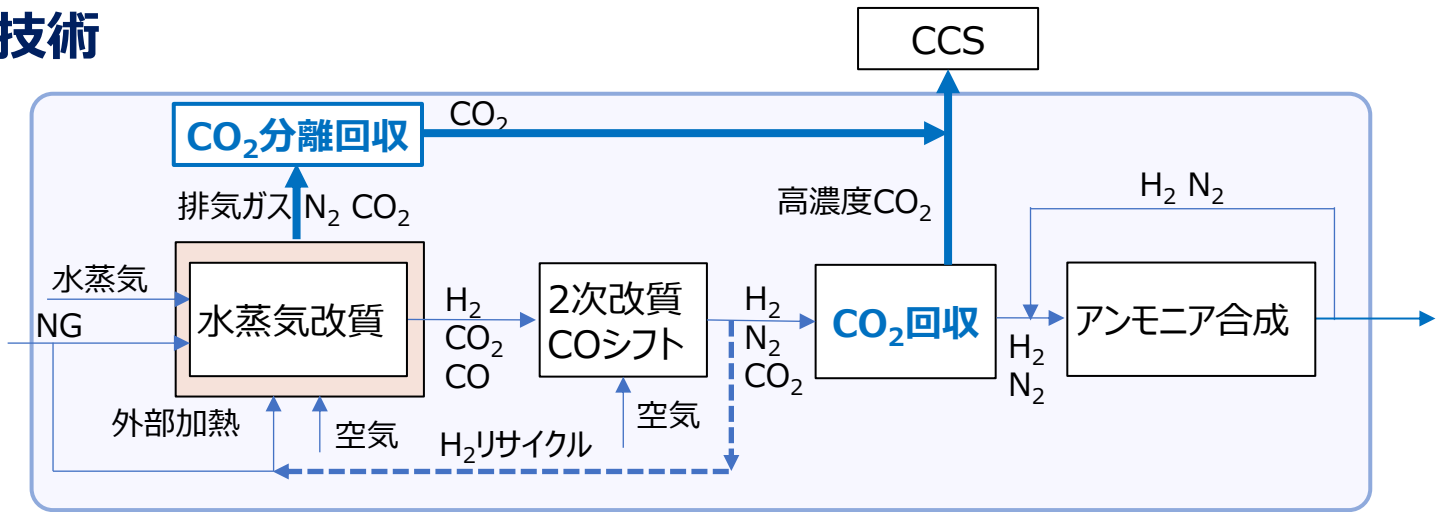 技術
CCS
CO₂分離回収
CO₂
排気ガス N₂ CO₂
高濃度CO₂
H₂ N₂
水蒸気
NG
水蒸気改質
H₂
CO₂
CO
2次改質
COシフト
H₂
N₂
CO₂
CO₂回収
H₂
N₂
アンモニア合成
外部加熱
空気
H₂リサイクル
空気